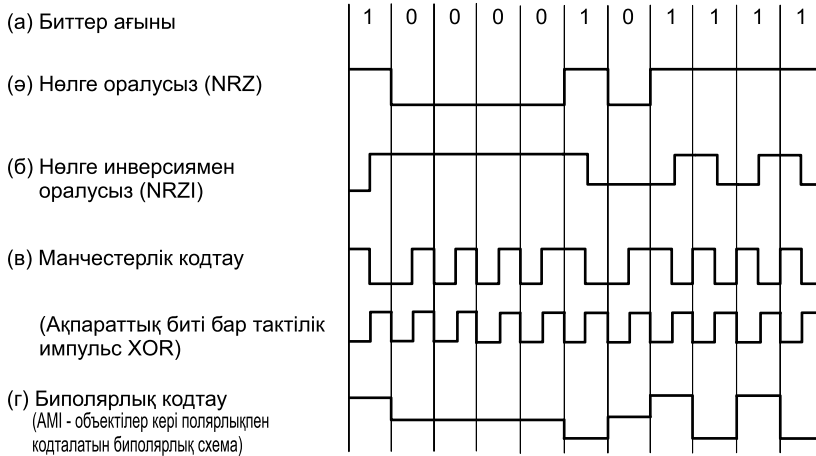 (а) Биттер ағыны
1 0 0 0 0 1 0 1 1 1 1
(ә) Нөлге оралусыз (NRZ)
(б) Нөлге инверсиямен
оралусыз (NRZI)
(в) Манчестерлік кодтау
(Ақпараттық биті бар тактілік
импульс XOR)
(г) Биполярлық кодтау
(AMI - объектілер кері полярлықпен
кодталатын биполярлық схема)